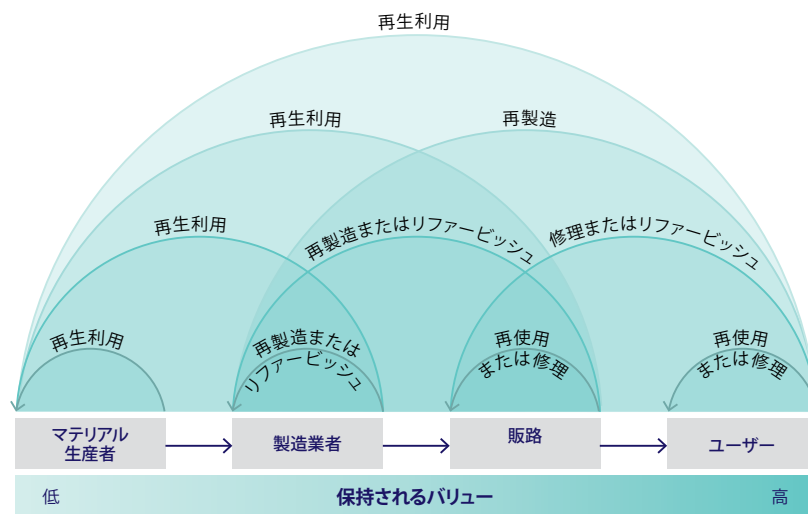 再生利用
再生利用
再製造
再生利用
再製造またはリファービッシュ
修理またはリファービッシュ
再生利用
再製造または
リファービッシュ
再使用
または修理
再使用
または修理
マテリアル
生産者
製造業者
販路
ユーザー
低
保持されるバリュー
高